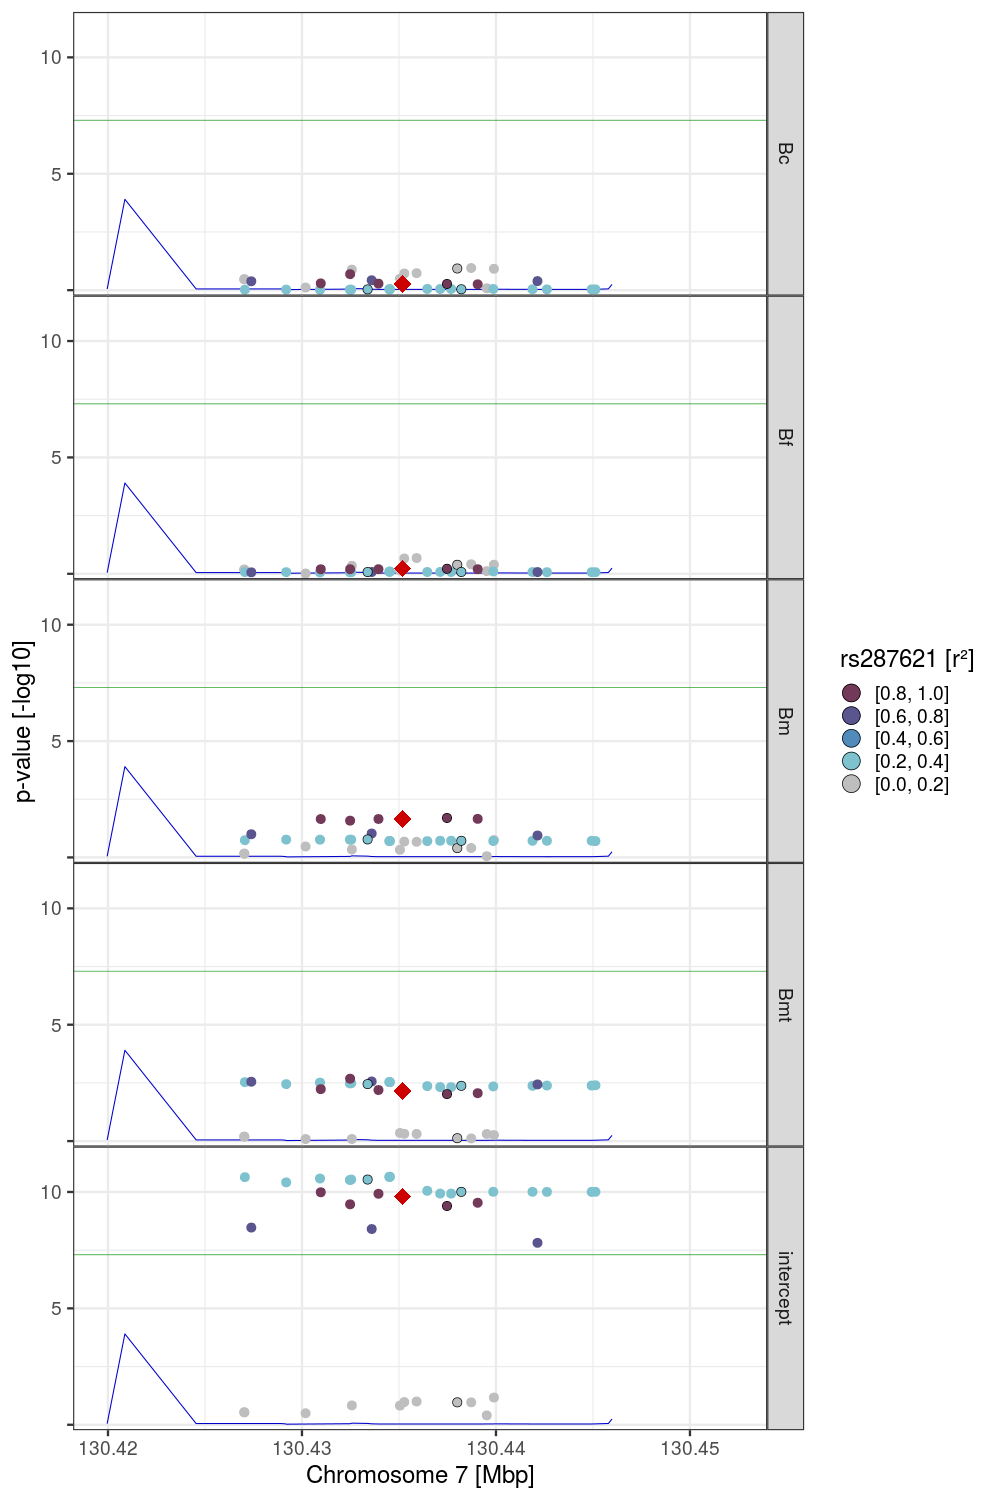 10
5
Bc
10
5
Bf
10
5
Bm
10
5
Bmt
10
5
intercept
130.42 130.43 130.44 130.45
Chromosome 7 [Mbp]
p-value [-log10]
rs287621 [r²]
[0.8, 1.0]
[0.6, 0.8]
[0.4, 0.6]
[0.2, 0.4]
[0.0, 0.2]